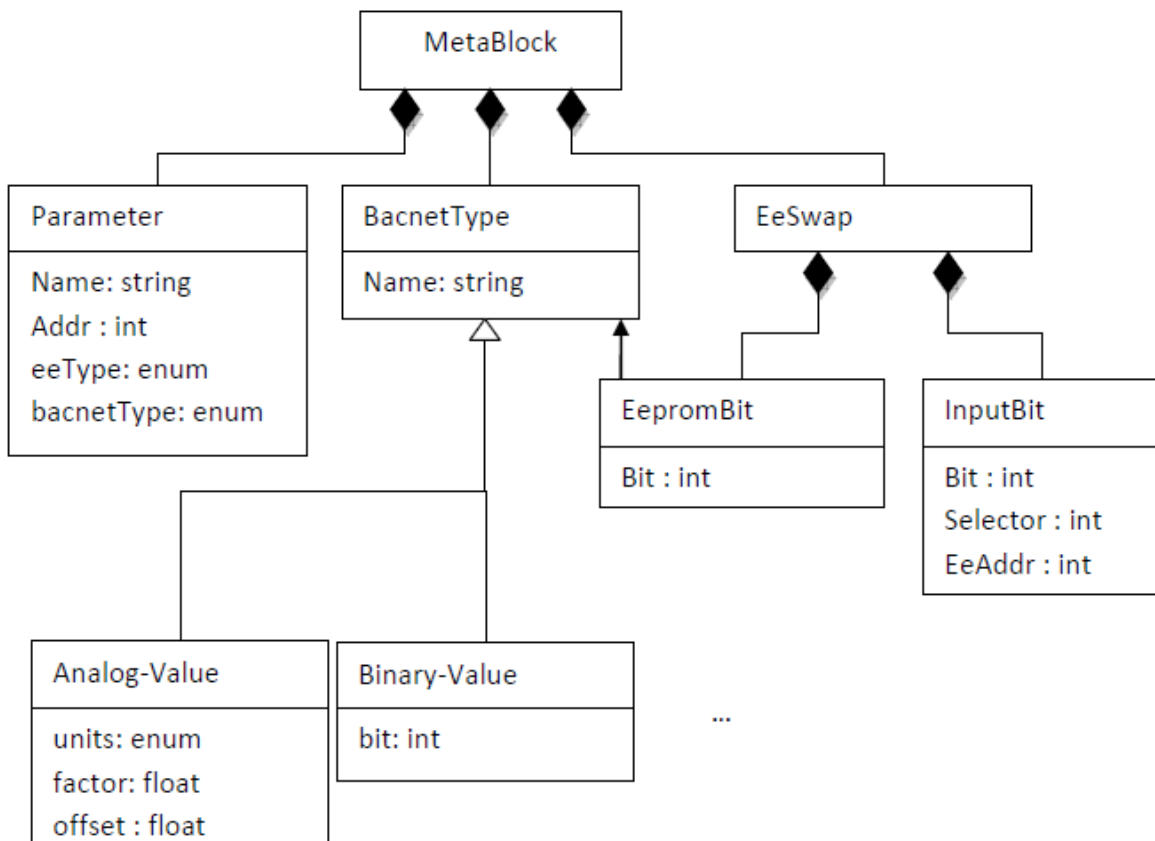 MetaBlock
Parameter
Name: string
Addr : int
eeType: enum
bacnetType: enum
BacnetType
Name: string
EeSwap
EepromBit
Bit : int
InputBit
Bit : int
Selector : int
EeAddr : int
Analog-Value
units: enum
factor: float
offset : float
Binary-Value
bit: int
...